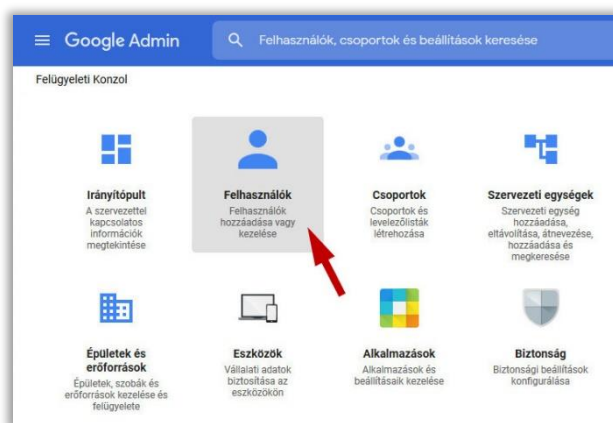 Google Admin
Felhasználók, csoportok és beállítások keresése
Felügyeleti Konzol
Irányítópult
A szervezettel
kapcsolatos
információk
megtekintése
Felhasználók
Felhasználók
hozzáadása vagy
kezelése
Csoportok
Csoportok és
levelezőlisták
létrehozása
Szervezeti egységek
Szervezeti egység
hozzáadása,
eltávolítása, átnevezése,
hozzáadása és
megkeresése
Épületek és
erőforrások
Épületek, szobák és
erőforrások kezelése és
felügyelete
Eszközök
Vállalati adatok
biztosítása az
eszközökön
Alkalmazások
Alkalmazások és
beállításaik kezelése
Biztonság
Biztonsági beállítások
konfigurálása